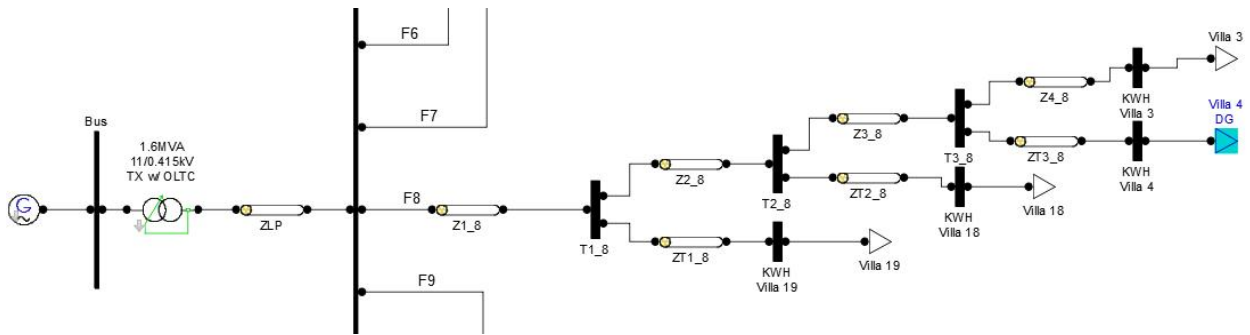 Bus
1.6MVA
11/0.415kV
TX w/ OLTC
G
ZLP
F6
F7
F8
F9
Z1_8
T1_8
Z2_8
ZT1_8
KWH
Villa 19
Villa 19
T2_8
Z3_8
ZT2_8
KWH
Villa 18
Villa 18
T3_8
Z4_8
KWH
Villa 3
Villa 3
ZT3_8
KWH
Villa 4
Villa 4
DG